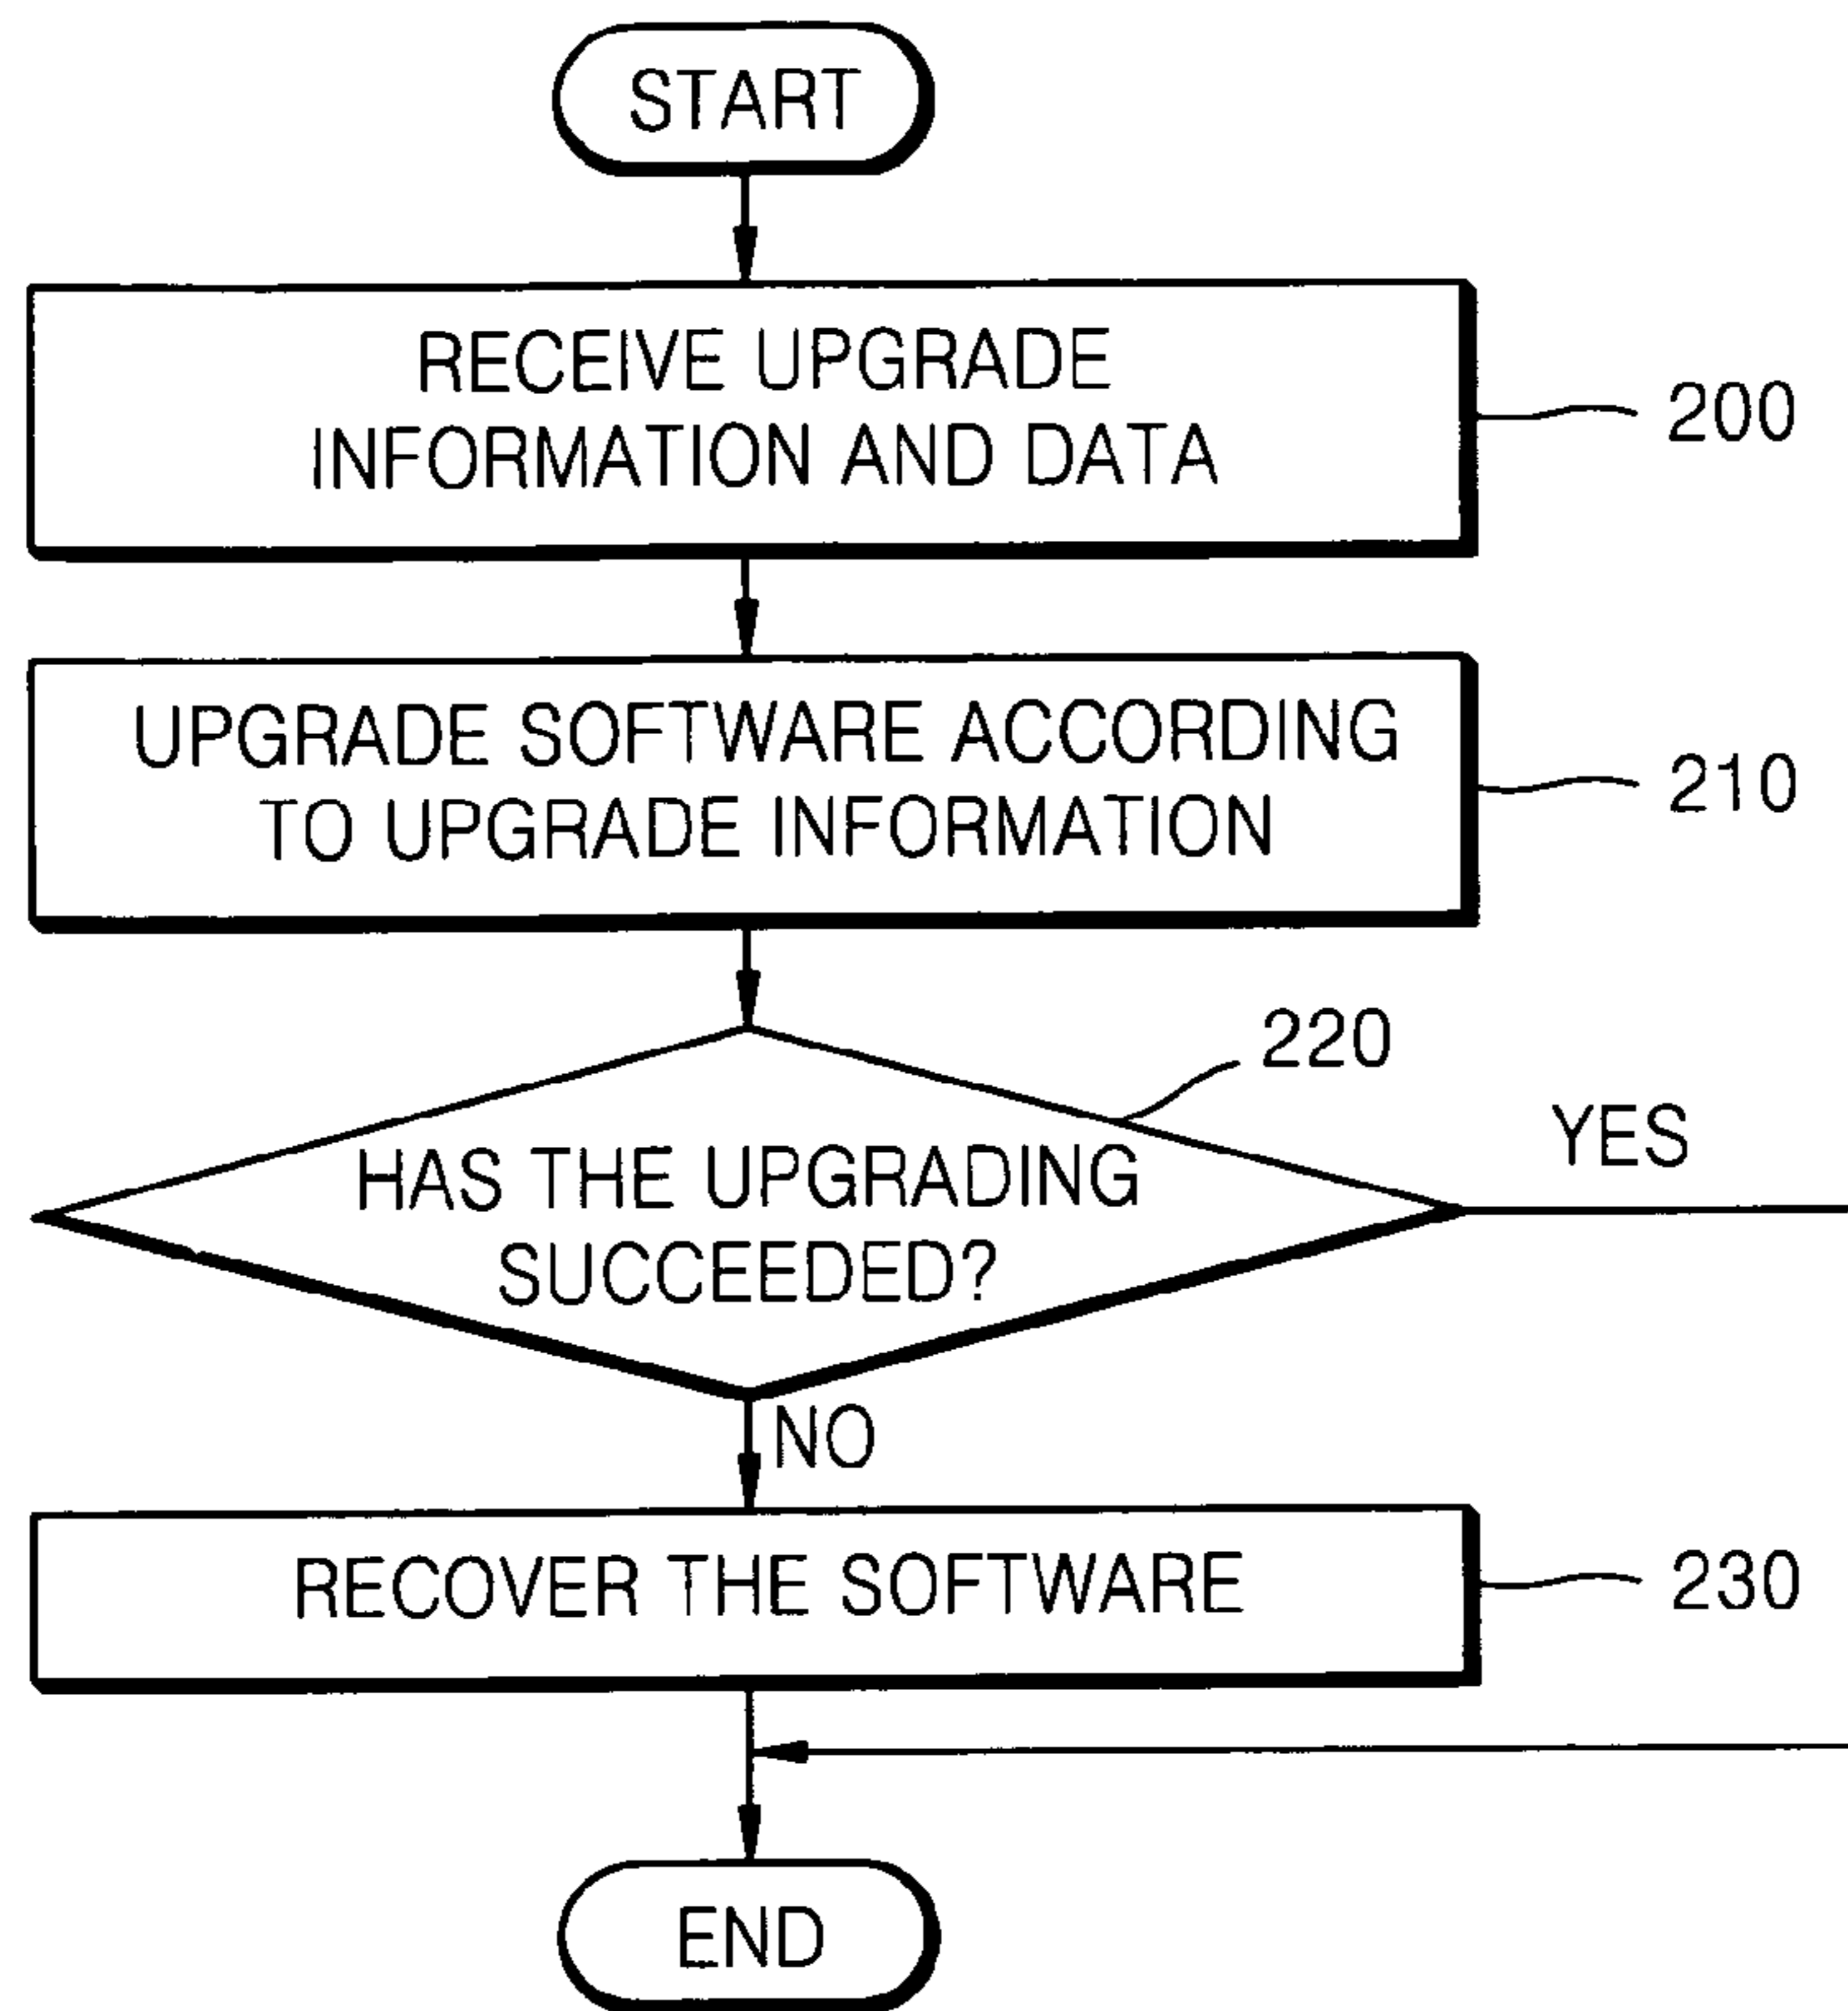 START
RECEIVE UPGRADE
INFORMATION AND DATA
200
UPGRADE SOFTWARE ACCORDING
TO UPGRADE INFORMATION
210
220
HAS THE UPGRADING
SUCCEEDED?
YES
NO
RECOVER THE SOFTWARE
230
END